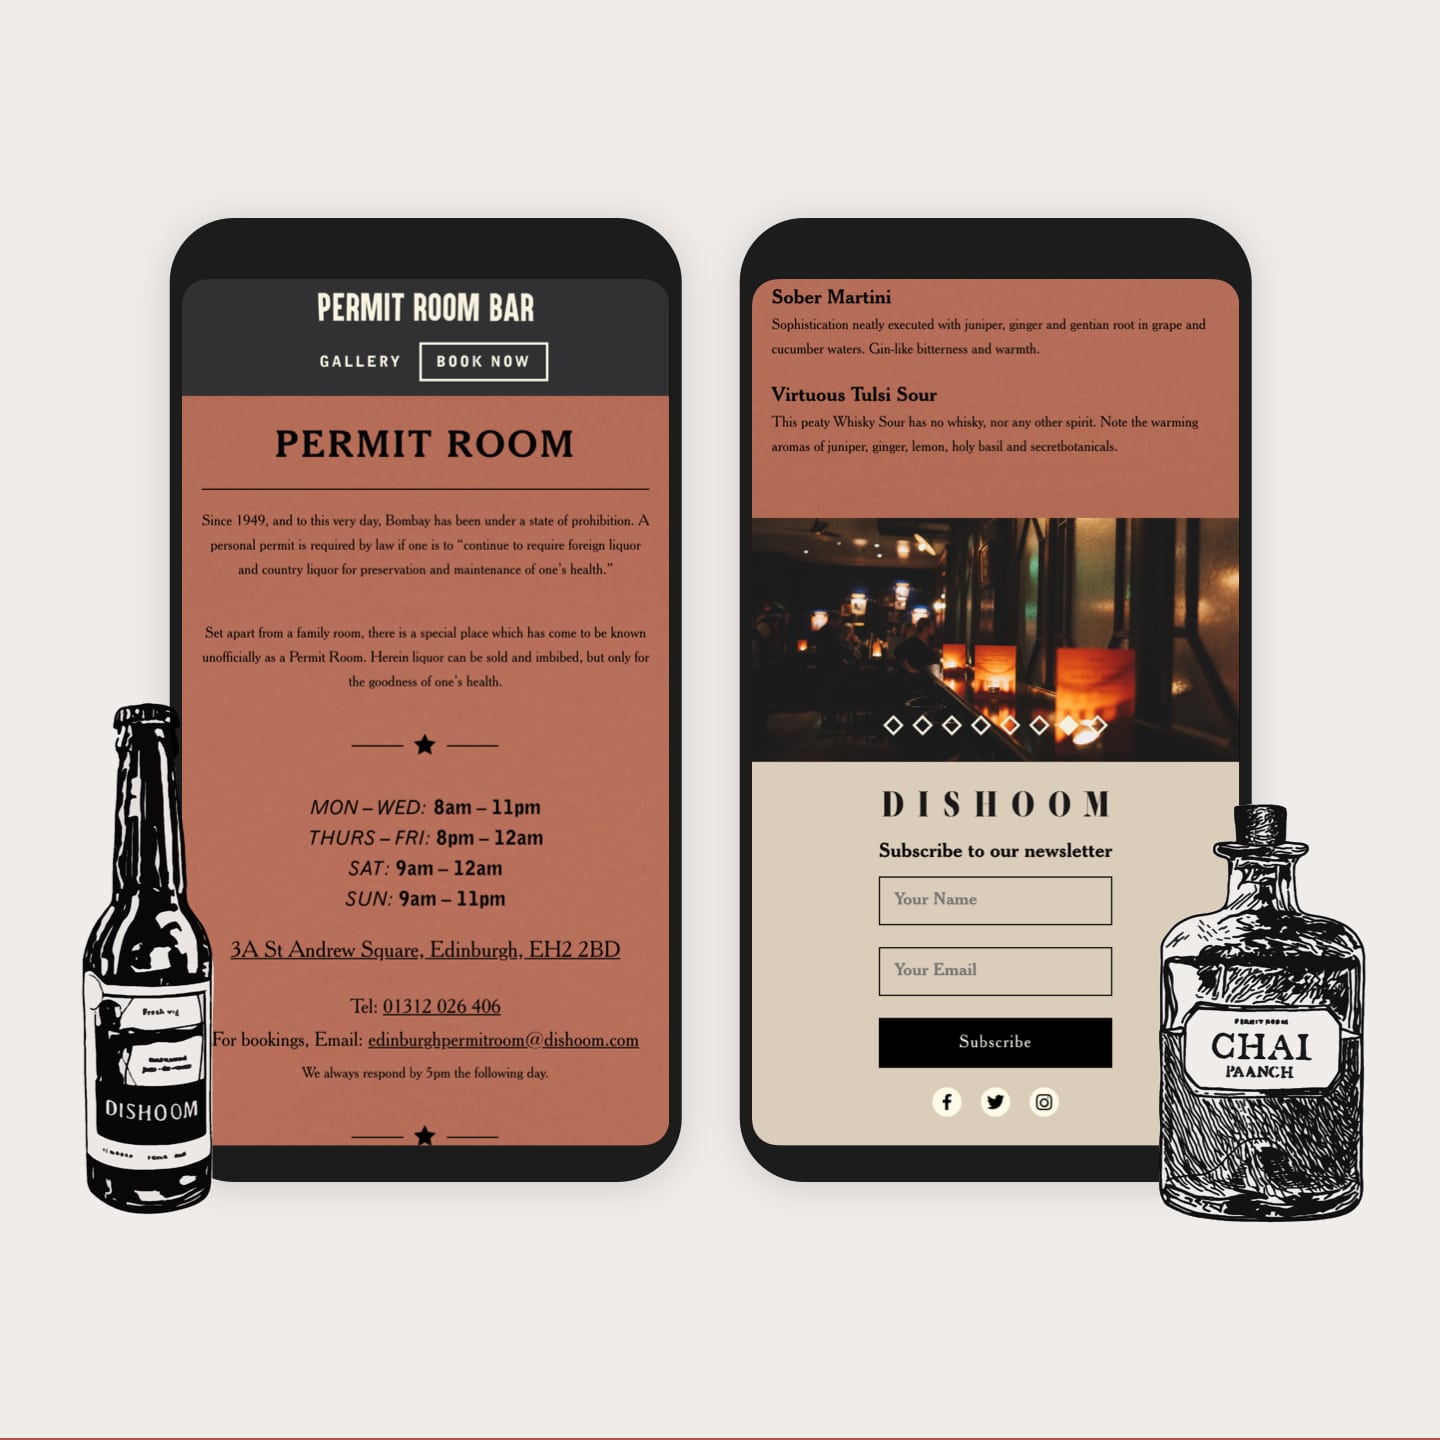 PERMIT ROOM BAR
GALLERY BOOK NOW
PERMIT ROOM
Since 1949, and to this very day, Bombay has been under a state of prohibition. A
personal permit is required by law if one is to “continue to require foreign liquor
and country liquor for preservation and maintenance of one’s health.”
Set apart from a family room, there is a special place which has come to be known
unofficially as a Permit Room. Herein liquor can be sold and imbibed, but only for
the goodness of one’s health.
MON – WED: 8am – 11pm
THURS – FRI: 8pm – 12am
SAT: 9am – 12am
SUN: 9am – 11pm
3A St Andrew Square, Edinburgh, EH2 2BD
Tel: 01312 026 406
For bookings, Email: edinburghpermitroom@dishoom.com
We always respond by 5pm the following day.
DISHOOM
Sober Martini
Sophistication neatly executed with juniper, ginger and gentian root in grape and
cucumber waters. Gin-like bitterness and warmth.
Virtuous Tulsi Sour
This peaty Whisky Sour has no whisky, nor any other spirit. Note the warming
aromas of juniper, ginger, lemon, holy basil and secretbotanicals.
DISHOOM
Subscribe to our newsletter
Your Name
Your Email
Subscribe
PERMIT ROOM
CHAI
PAANCH